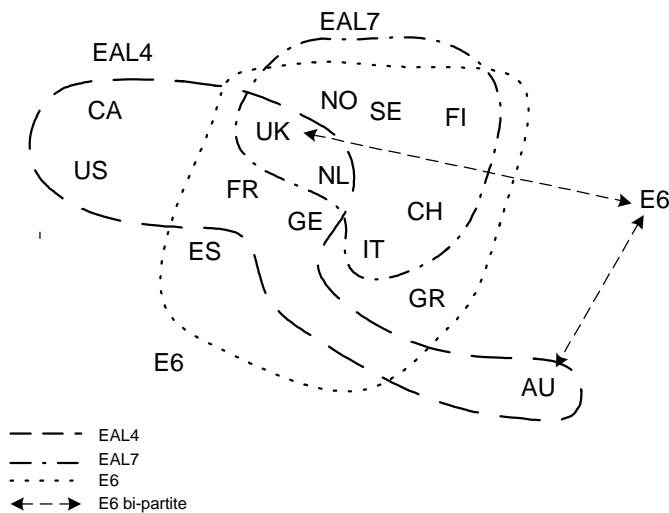 EAL7
EAL4
CA
NO
SE
FI
UK
US
NL
FR
E6
CH
GE
ES
IT
GR
E6
AU
EAL4
EAL7
E6
E6 bi-partite